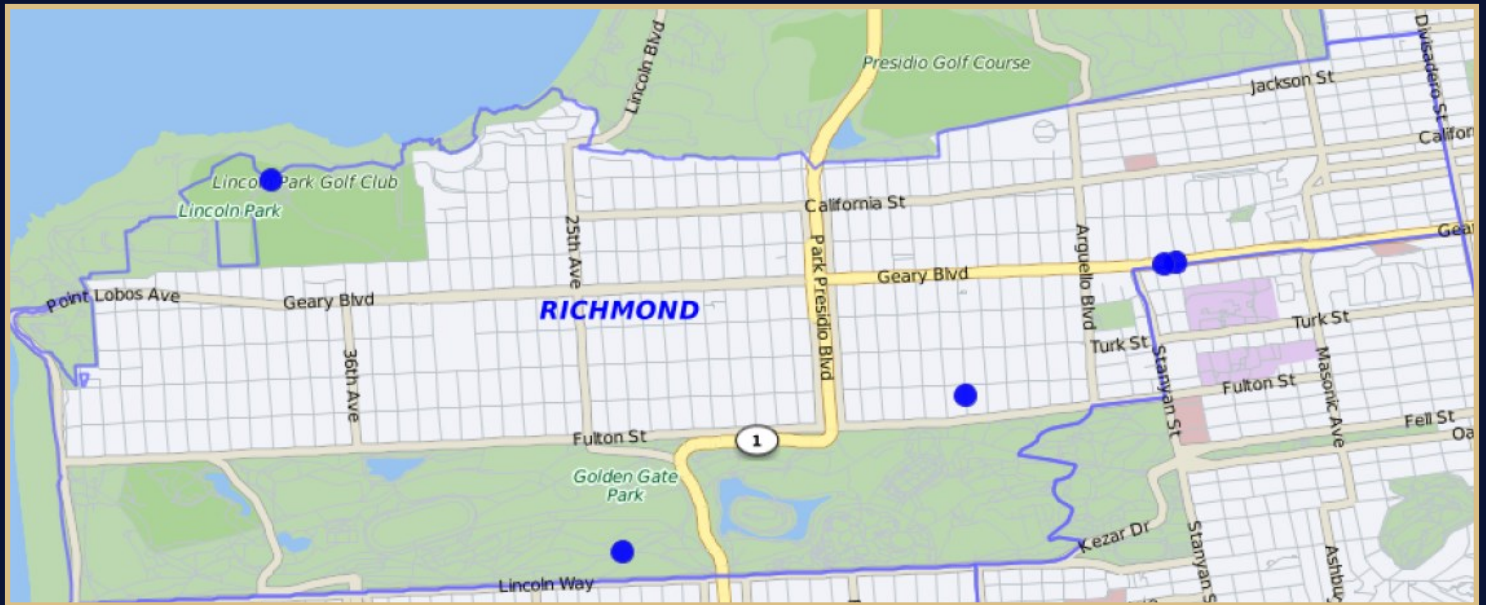 Lincoln Blvd
Presidio Golf Course
Divisadero St
Jackson St
Lincoln Park Golf Club
Lincoln Park
California St
25th Ave
Park Presidio Blvd
Arguello Blvd
Geary Blvd
Point Lobos Ave
Geary Blvd
RICHMOND
36th Ave
Turk St
Turk St
Stanyan St
Masonic Ave
Fulton St
Fulton St
1
Fell St
Golden Gate
Park
Kezar Dr
Stanyan S
Ashbu
Lincoln Way
Califor
Gea
Oa